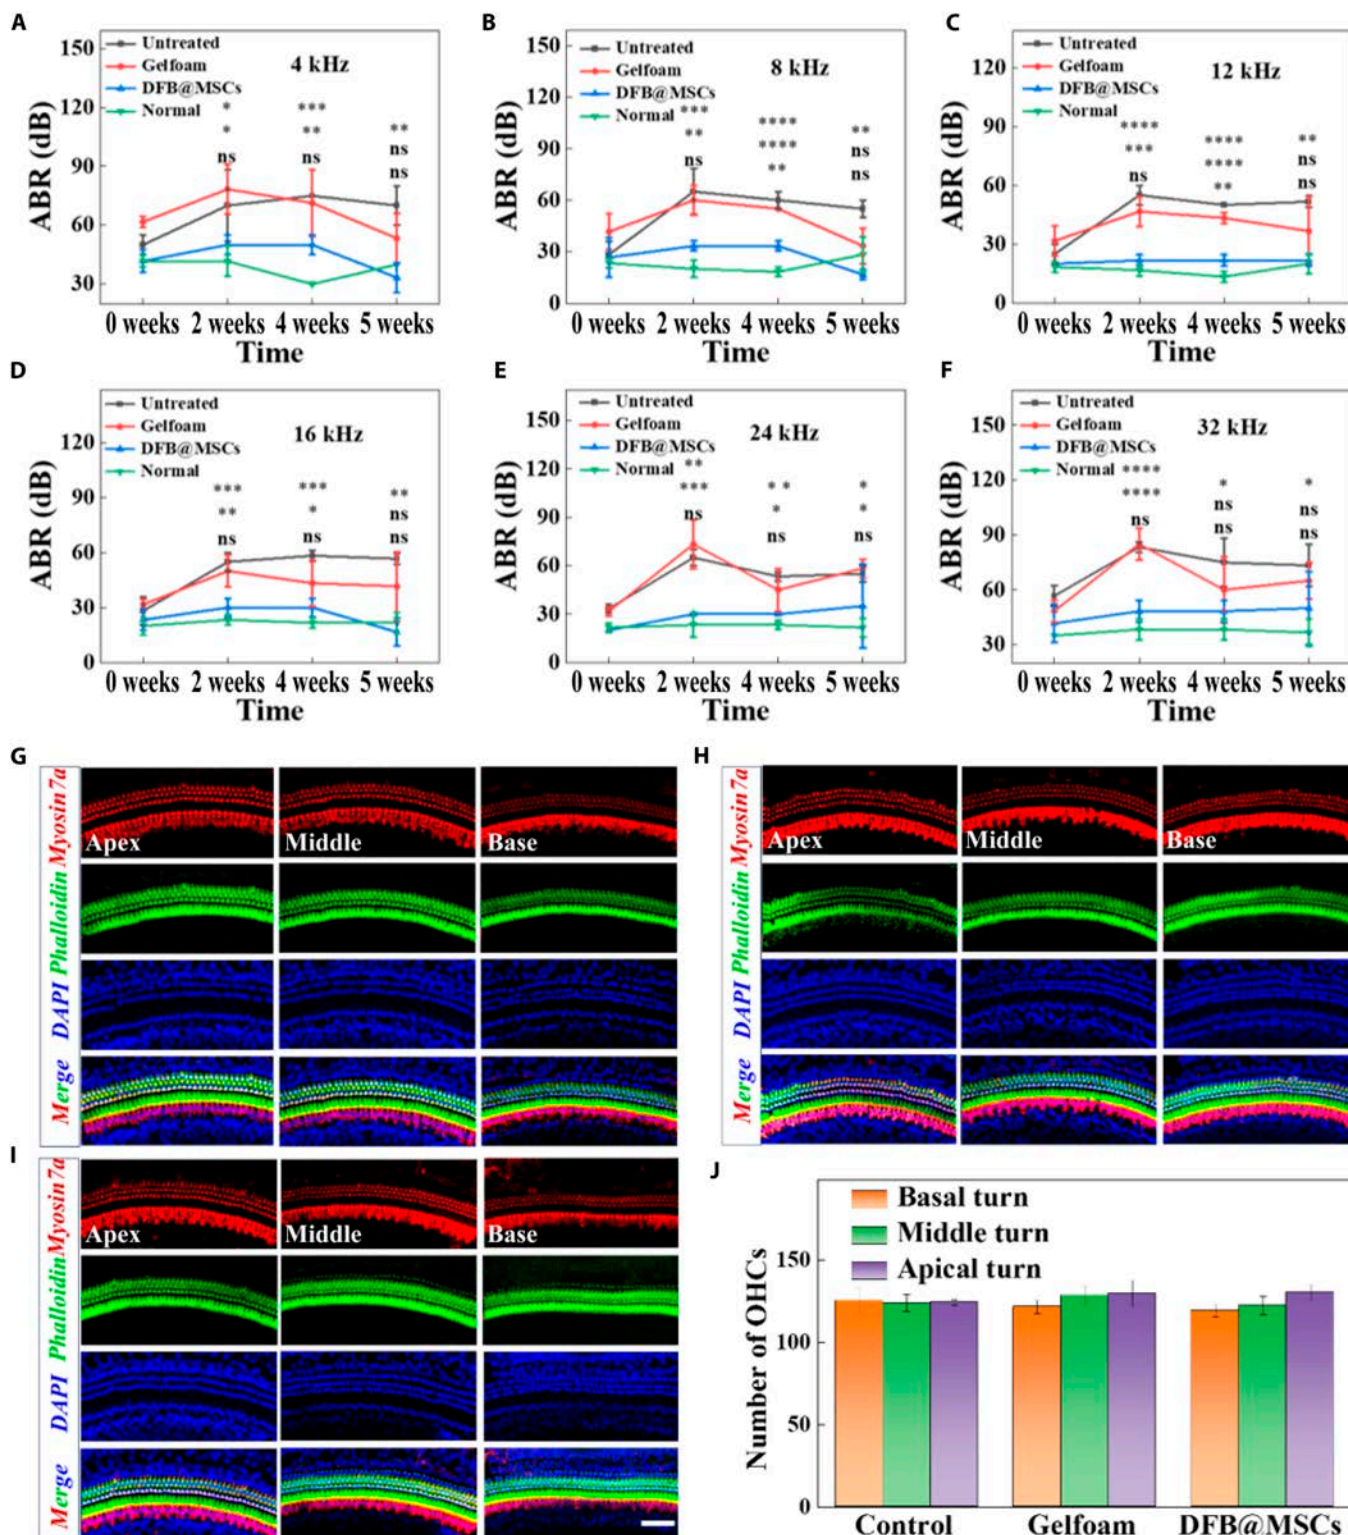 A
Untreated
Gelfoam
DFB@MSCs
Normal
4 kHz
ABR (dB)
150
120
90
60
30
*
*
ns
***
**
ns
**
ns
ns
0 weeks 2 weeks 4 weeks 5 weeks
Time
B
Untreated
Gelfoam
DFB@MSCs
Normal
8 kHz
ABR (dB)
150
120
90
60
30
0
***
**
ns
****
****
**
**
ns
ns
0 weeks 2 weeks 4 weeks 5 weeks
Time
C
Untreated
Gelfoam
DFB@MSCs
Normal
12 kHz
ABR (dB)
120
90
60
30
0
****
***
ns
****
****
**
**
ns
ns
0 weeks 2 weeks 4 weeks 5 weeks
Time
D
Untreated
Gelfoam
DFB@MSCs
Normal
16 kHz
ABR (dB)
120
90
60
30
0
***
**
ns
***
*
ns
**
ns
ns
0 weeks 2 weeks 4 weeks 5 weeks
Time
E
Untreated
Gelfoam
DFB@MSCs
Normal
24 kHz
ABR (dB)
150
120
90
60
30
0
**
***
ns
**
*
ns
*
*
ns
0 weeks 2 weeks 4 weeks 5 weeks
Time
F
Untreated
Gelfoam
DFB@MSCs
Normal
32 kHz
ABR (dB)
150
120
90
60
30
****
****
ns
*
ns
ns
*
ns
ns
0 weeks 2 weeks 4 weeks 5 weeks
Time
G
Myosin7a
Phalloidin
DAPI
Merge
Apex
Middle
Base
H
Myosin7a
Phalloidin
DAPI
Merge
Apex
Middle
Base
I
Myosin7a
Phalloidin
DAPI
Merge
Apex
Middle
Base
J
Basal turn
Middle turn
Apical turn
Number of OHCs
150
100
50
0
Control Gelfoam DFB@MSCs